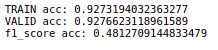 TRAIN acc: 0.9273194032363277
VALID acc: 0.9276623118961589
f1_score acc: 0.4812709144833479